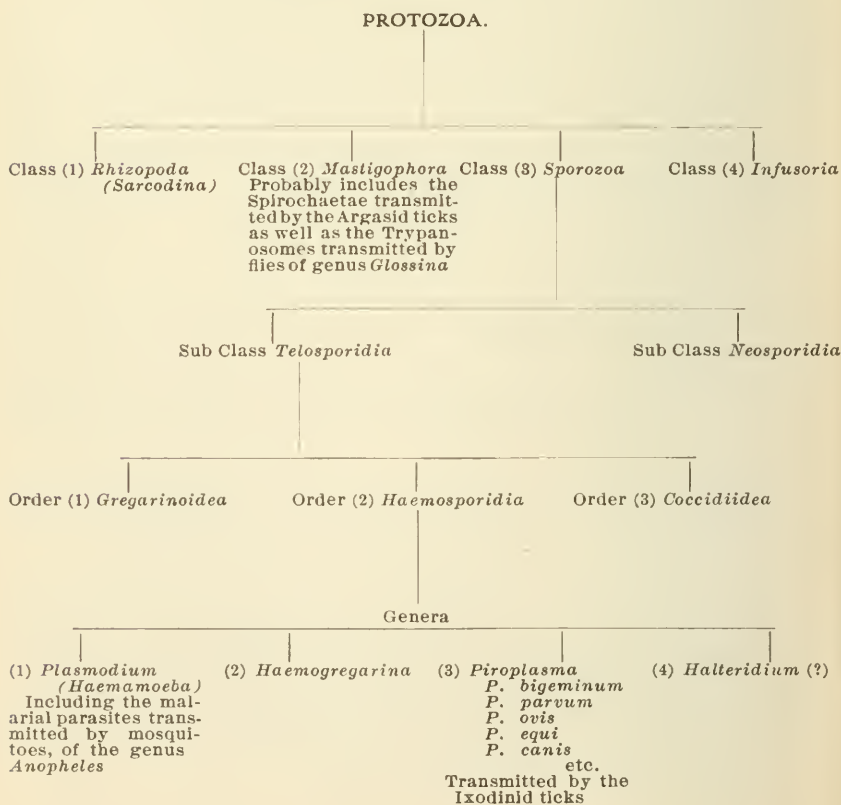 PROTOZOA.
Class (1) Rhizopoda
(Sarcodina)
Class (2) Mastigophora
Probably includes the
Spirochaetae transmit-
ted by the Argasid ticks
as well as the Trypan-
osomes transmitted by
flies of genus Glossina
Class (3) Sporozoa
Class (4) Infusoria
Sub Class Telosporidia
Sub Class Neosporidia
Order (1) Gregarinoidea
Order (2) Haemosporidia
Order (3) Coccidiidea
Genera
(1) Plasmodium
(Haemamoeba)
Including the mal-
arial parasites trans-
mitted by mosqui-
toes, of the genus
Anopheles
(2) Haemogregarina
(3) Piroplasma
P. bigeminum
P. parvum
P. ovis
P. equi
P. canis
etc.
Transmitted by the
Ixodinid ticks
(4) Halteridium (?)